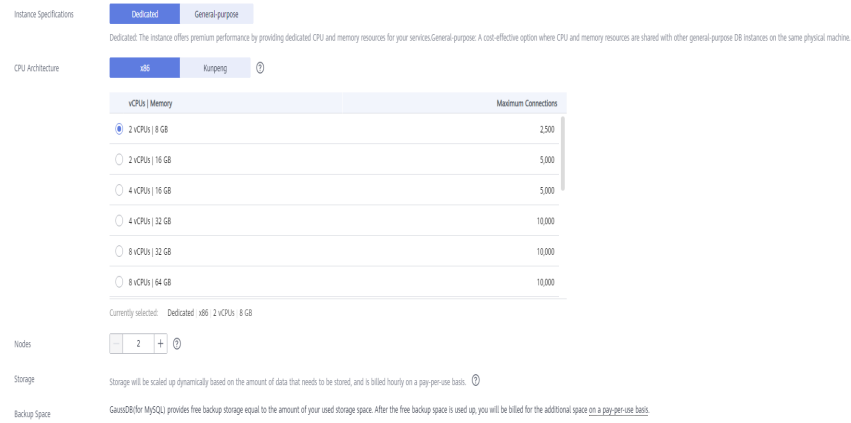 Instance Specifications
Dedicated
General-purpose
Dedicated: The instance offers premium performance by providing dedicated CPU and memory resources for your services.General-purpose: A cost-effective option where CPU and memory resources are shared with other general-purpose DB instances on the same physical machine.
CPU Architecture
x86
Kunpeng
?
vCPUs | Memory Maximum Connections
2 vCPUs | 8 GB 2,500
2 vCPUs | 16 GB 5,000
4 vCPUs | 16 GB 5,000
4 vCPUs | 32 GB 10,000
8 vCPUs | 32 GB 10,000
8 vCPUs | 64 GB 10,000
Currently selected: Dedicated | x86 | 2 vCPUs | 8 GB
Nodes
— 2 + ?
Storage
Storage will be scaled up dynamically based on the amount of data that needs to be stored, and is billed hourly on a pay-per-use basis. ?
Backup Space
GaussDB(for MySQL) provides free backup storage equal to the amount of your used storage space. After the free backup space is used up, you will be billed for the additional space on a pay-per-use basis.